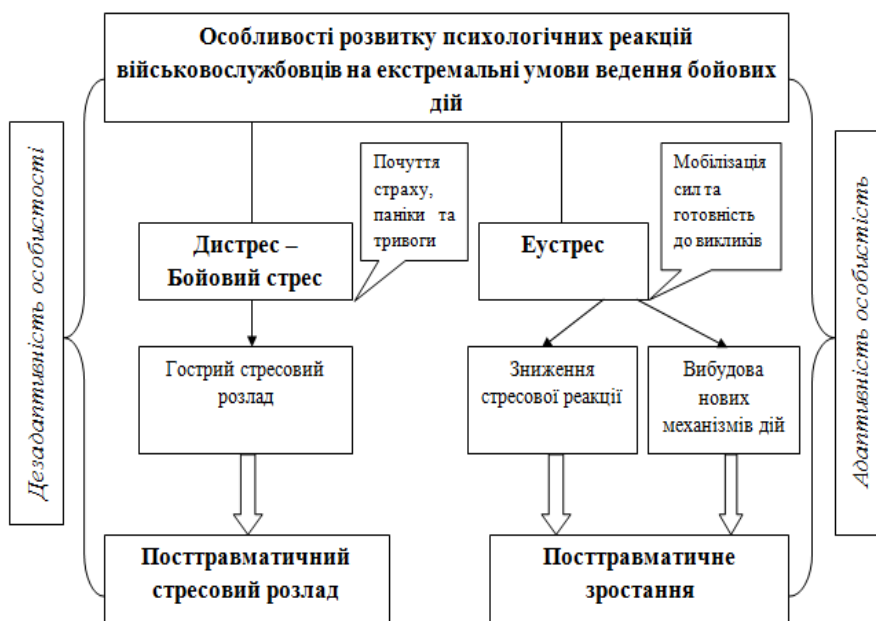 Особливості розвитку психологічних реакцій
військовослужбовців на екстремальні умови ведення бойових
дій
Дезадаптивність особистості
Почуття
страху,
паніки та
тривоги
Мобілізація
сил та
готовність
до викликів
Адаптивність особистість
Дистрес –
Бойовий стрес
Еустрес
Гострий стресовий
розлад
Зниження
стресової реакції
Вибудова
нових
механізмів дій
Посттравматичний
стресовий розлад
Посттравматичне
зростання